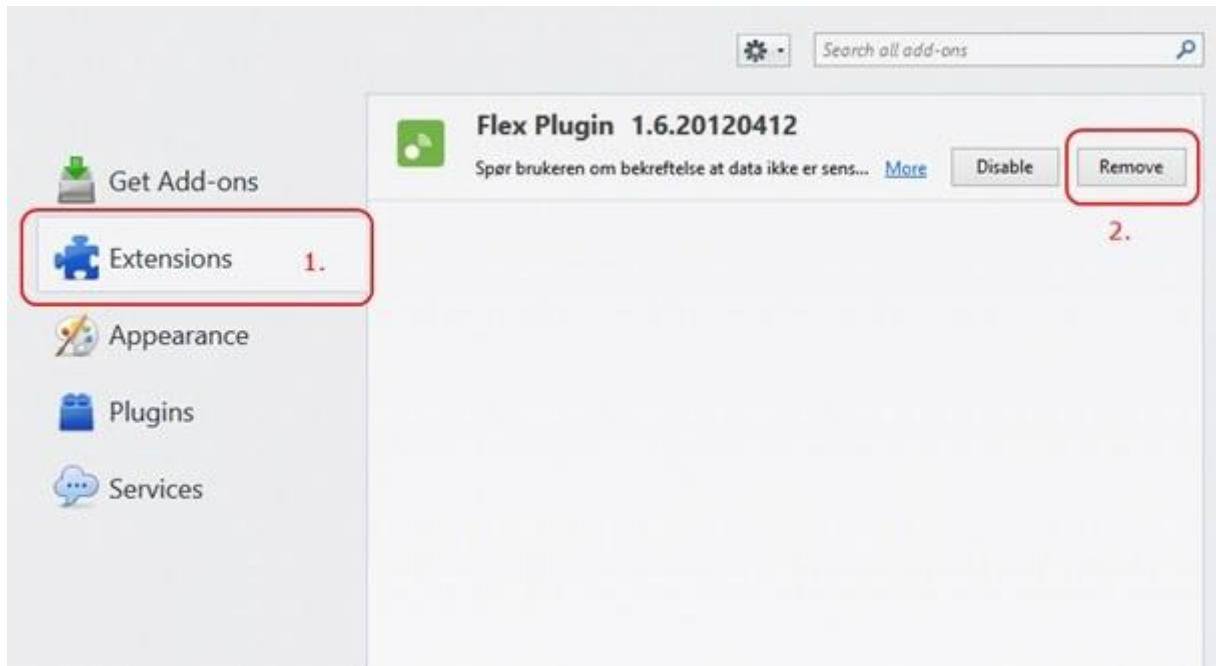 Search all add-ons
Flex Plugin 1.6.20120412
Spør brukeren om bekreftelse at data ikke er sens... More Disable Remove
2.
Get Add-ons
Extensions 1.
Appearance
Plugins
Services